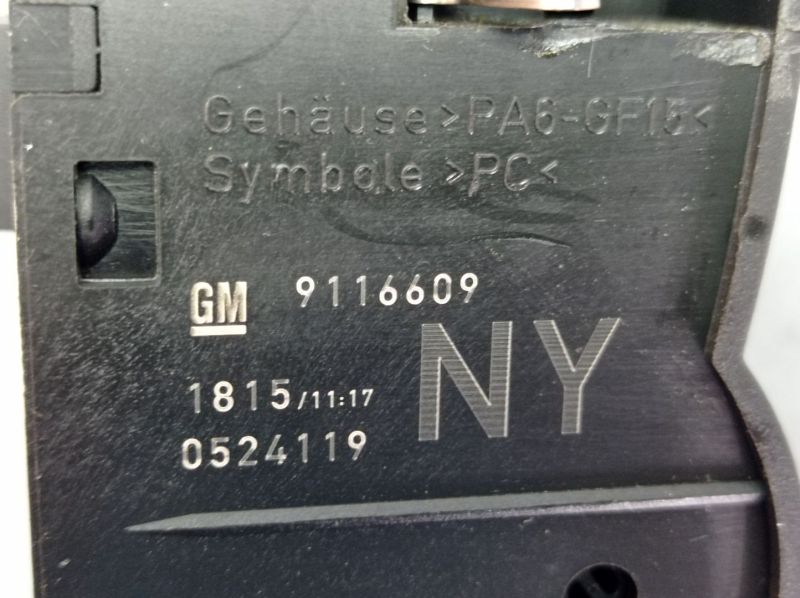 Gehäuse >PA6-GF15<
Symbole >PC<
GM 9116609
NY
1815/11:17
0524119